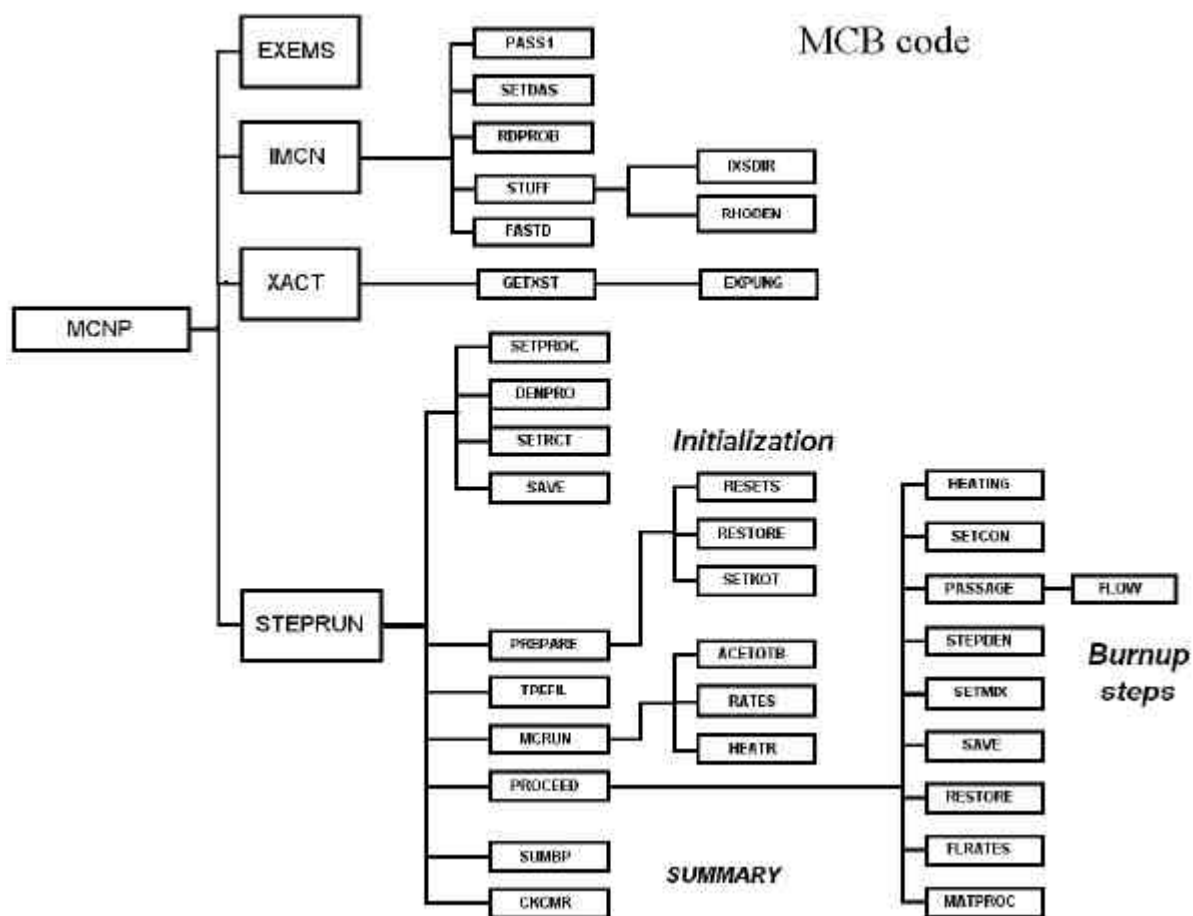 MCB code
MCNP
EXEMS
IMCN
PASS1
SETDAS
RDPROB
STUFF
IXSDIR
RHODEN
FASTD
XACT
GETXST
EXPUNG
STEPRUN
SETPROC
DENPRO
SETRCT
SAVE
Initialization
PREPARE
RESETS
RESTORE
SETKOT
TPEFIL
MCRUN
ACETOTB
RATES
HEATR
PROCEED
HEATING
SETCON
PASSAGE
FLOW
STEPDEN
SETMIX
SAVE
RESTORE
FLRATES
MATPROC
Burnup
steps
SUMBP
CKCMR
SUMMARY